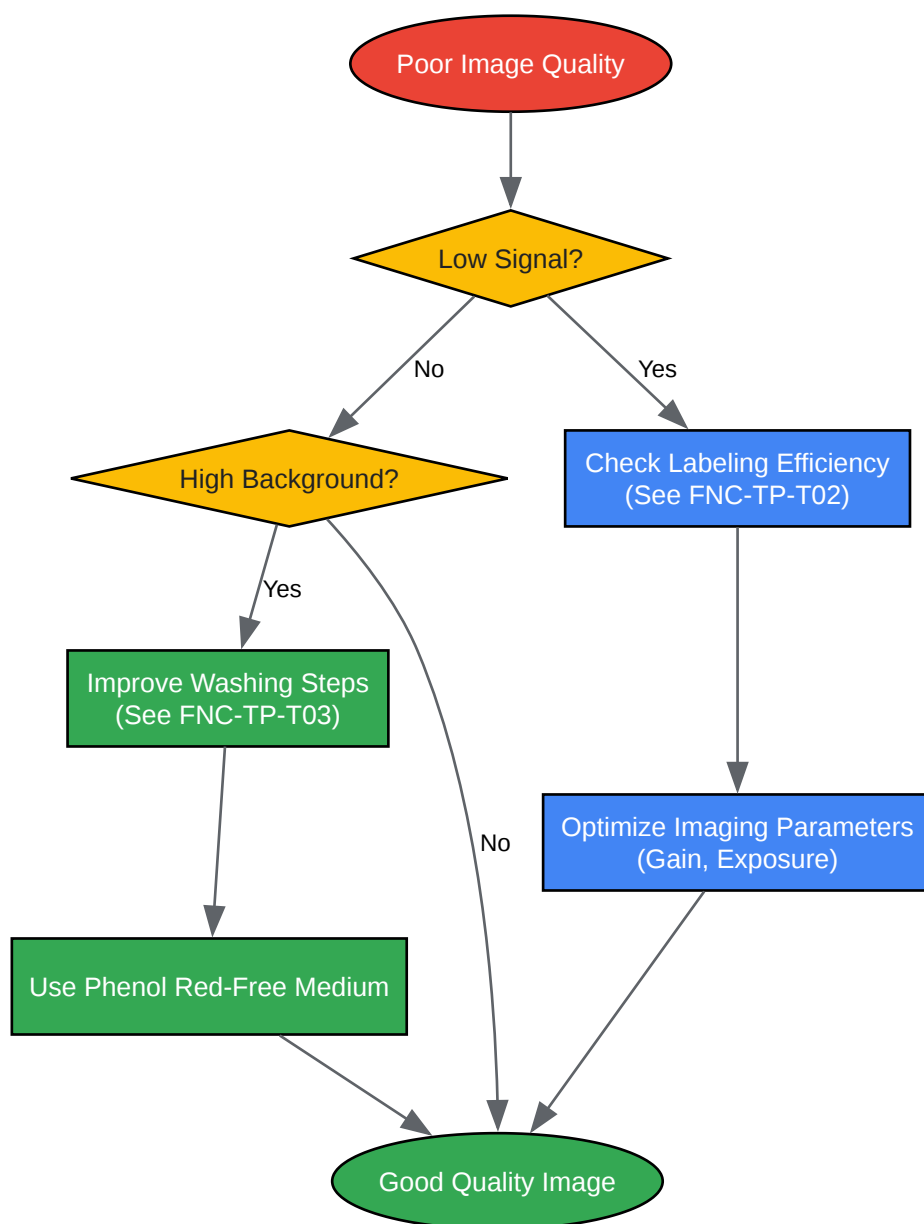 Poor Image Quality
Low Signal?
No
Yes
High Background?
Check Labeling Efficiency
(See FNC-TP-T02)
Yes
Improve Washing Steps
(See FNC-TP-T03)
No
Optimize Imaging Parameters
(Gain, Exposure)
Use Phenol Red-Free Medium
Good Quality Image